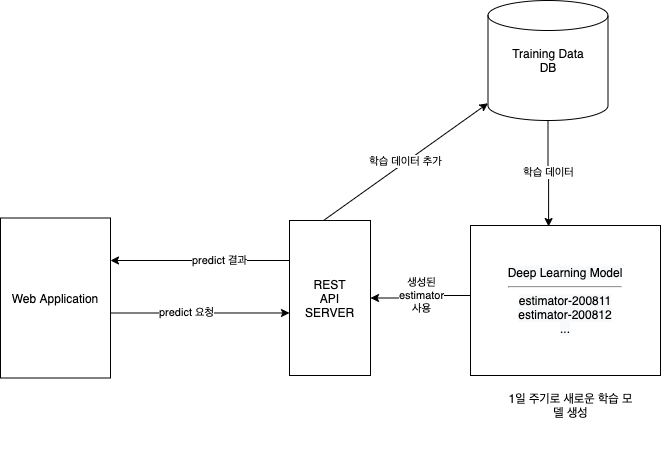 Training Data
DB
학습 데이터 추가
학습 데이터
predict 결과
Web Application
predict 요청
REST
API
SERVER
생성된
estimator
사용
Deep Learning Model
estimator-200811
estimator-200812
...
1일 주기로 새로운 학습 모
델 생성